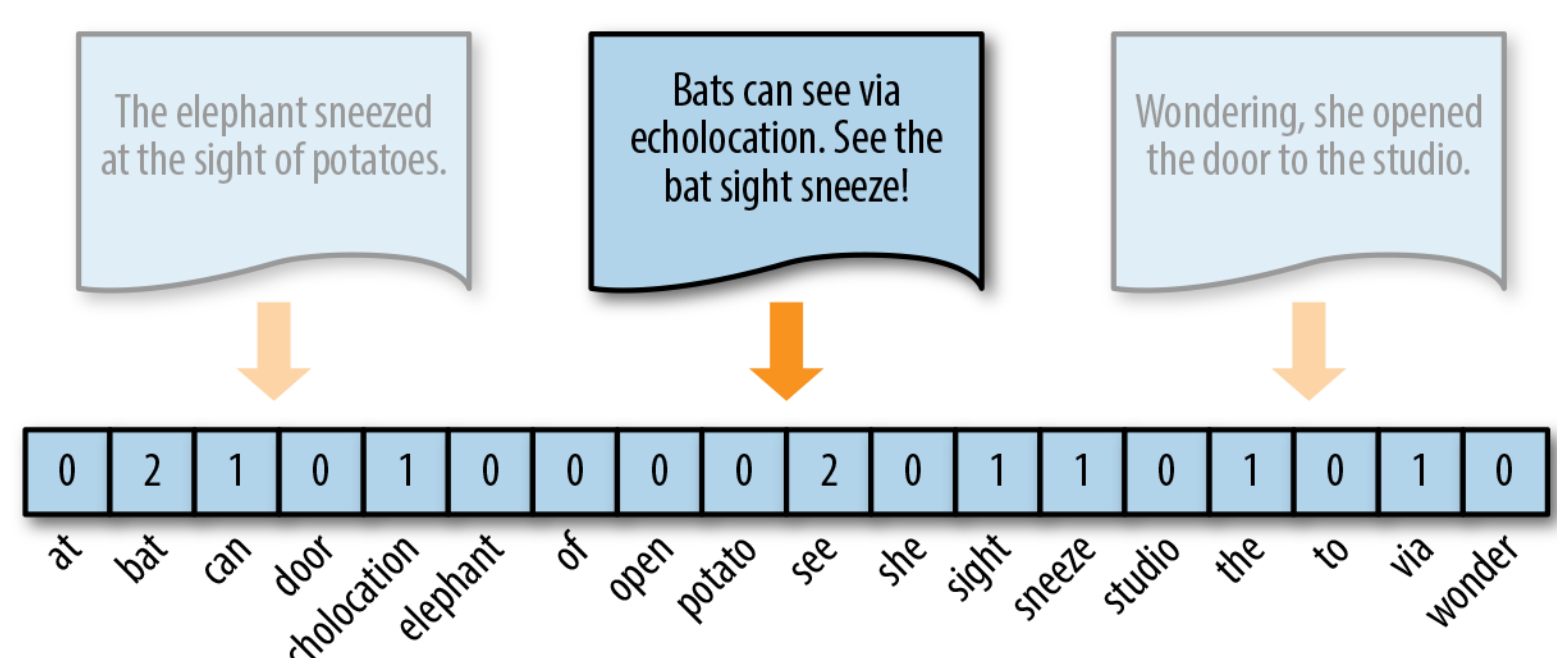 The elephant sneezed
at the sight of potatoes.
Bats can see via
echolocation. See the
bat sight sneeze!
Wondering, she opened
the door to the studio.
0 2 1 0 1 0 0 0 0 2 0 1 1 0 1 0 1 0
at bat can door cholocation elephant of open potato see she sight sneeze studio the to via wonder